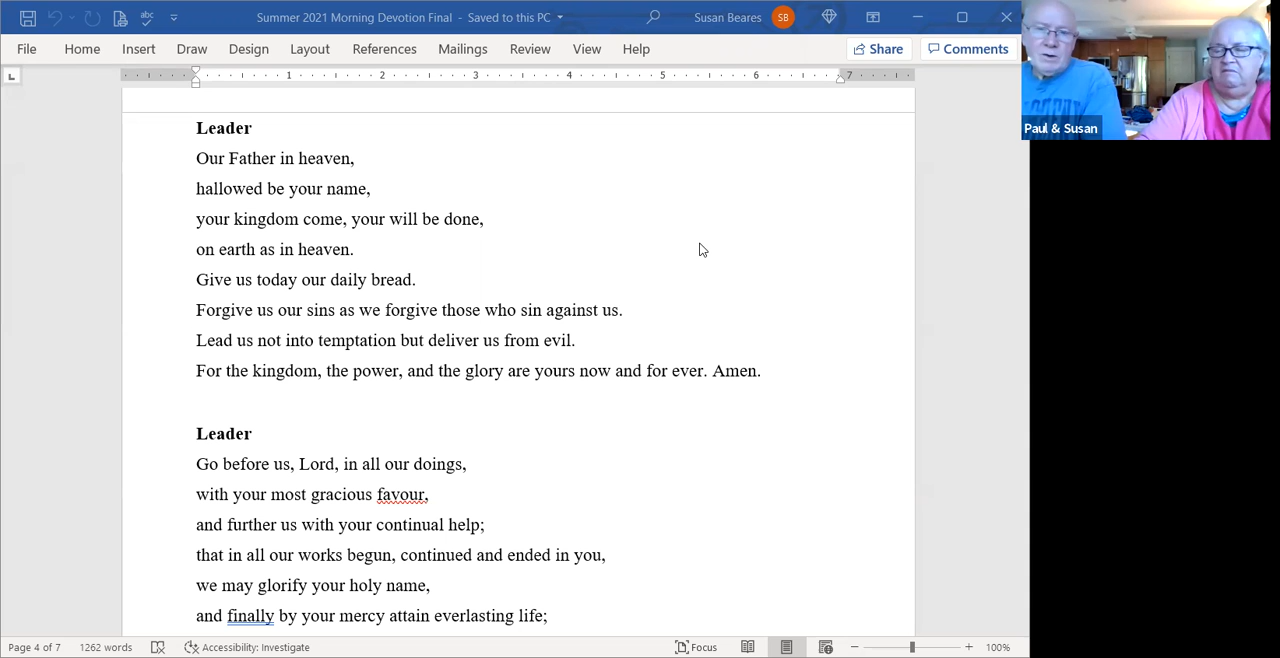 Summer 2021 Morning Devotion Final - Saved to this PC
Susan Beares
SB
File Home Insert Draw Design Layout References Mailings Review View Help Share Comments
1 2 3 4 5 6 7
Paul & Susan
Leader
Our Father in heaven,
hallowed be your name,
your kingdom come, your will be done,
on earth as in heaven.
Give us today our daily bread.
Forgive us our sins as we forgive those who sin against us.
Lead us not into temptation but deliver us from evil.
For the kingdom, the power, and the glory are yours now and for ever. Amen.
Leader
Go before us, Lord, in all our doings,
with your most gracious favour,
and further us with your continual help;
that in all our works begun, continued and ended in you,
we may glorify your holy name,
and finally by your mercy attain everlasting life;
Page 4 of 7 1262 words Accessibility: Investigate Focus 100%